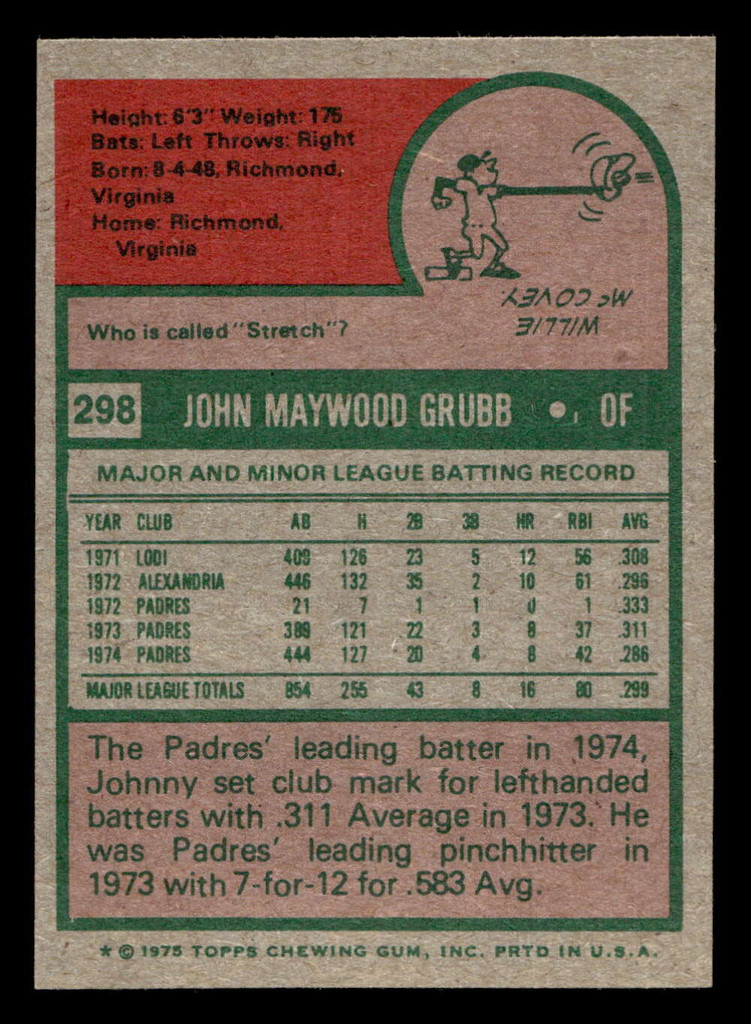 Height: 6'3" Weight: 175
Bats: Left Throws: Right
Born: 8-4-48, Richmond,
Virginia
Home: Richmond,
Virginia
Who is called "Stretch"?
WILLIE
McCOVEY
298 JOHN MAYWOOD GRUBB • OF
MAJOR AND MINOR LEAGUE BATTING RECORD
YEAR CLUB AB H 2B 3B HR RBI AVG
1971 LODI 409 126 23 5 12 56 .308
1972 ALEXANDRIA 446 132 35 2 10 61 .296
1972 PADRES 21 7 1 1 0 1 .333
1973 PADRES 389 121 22 3 8 37 .311
1974 PADRES 444 127 20 4 8 42 .286
MAJOR LEAGUE TOTALS 854 255 43 8 16 80 .299
The Padres' leading batter in 1974,
Johnny set club mark for lefthanded
batters with .311 Average in 1973. He
was Padres' leading pinchhitter in
1973 with 7-for-12 for .583 Avg.
* © 1975 TOPPS CHEWING GUM, INC. PRTD IN U.S.A.